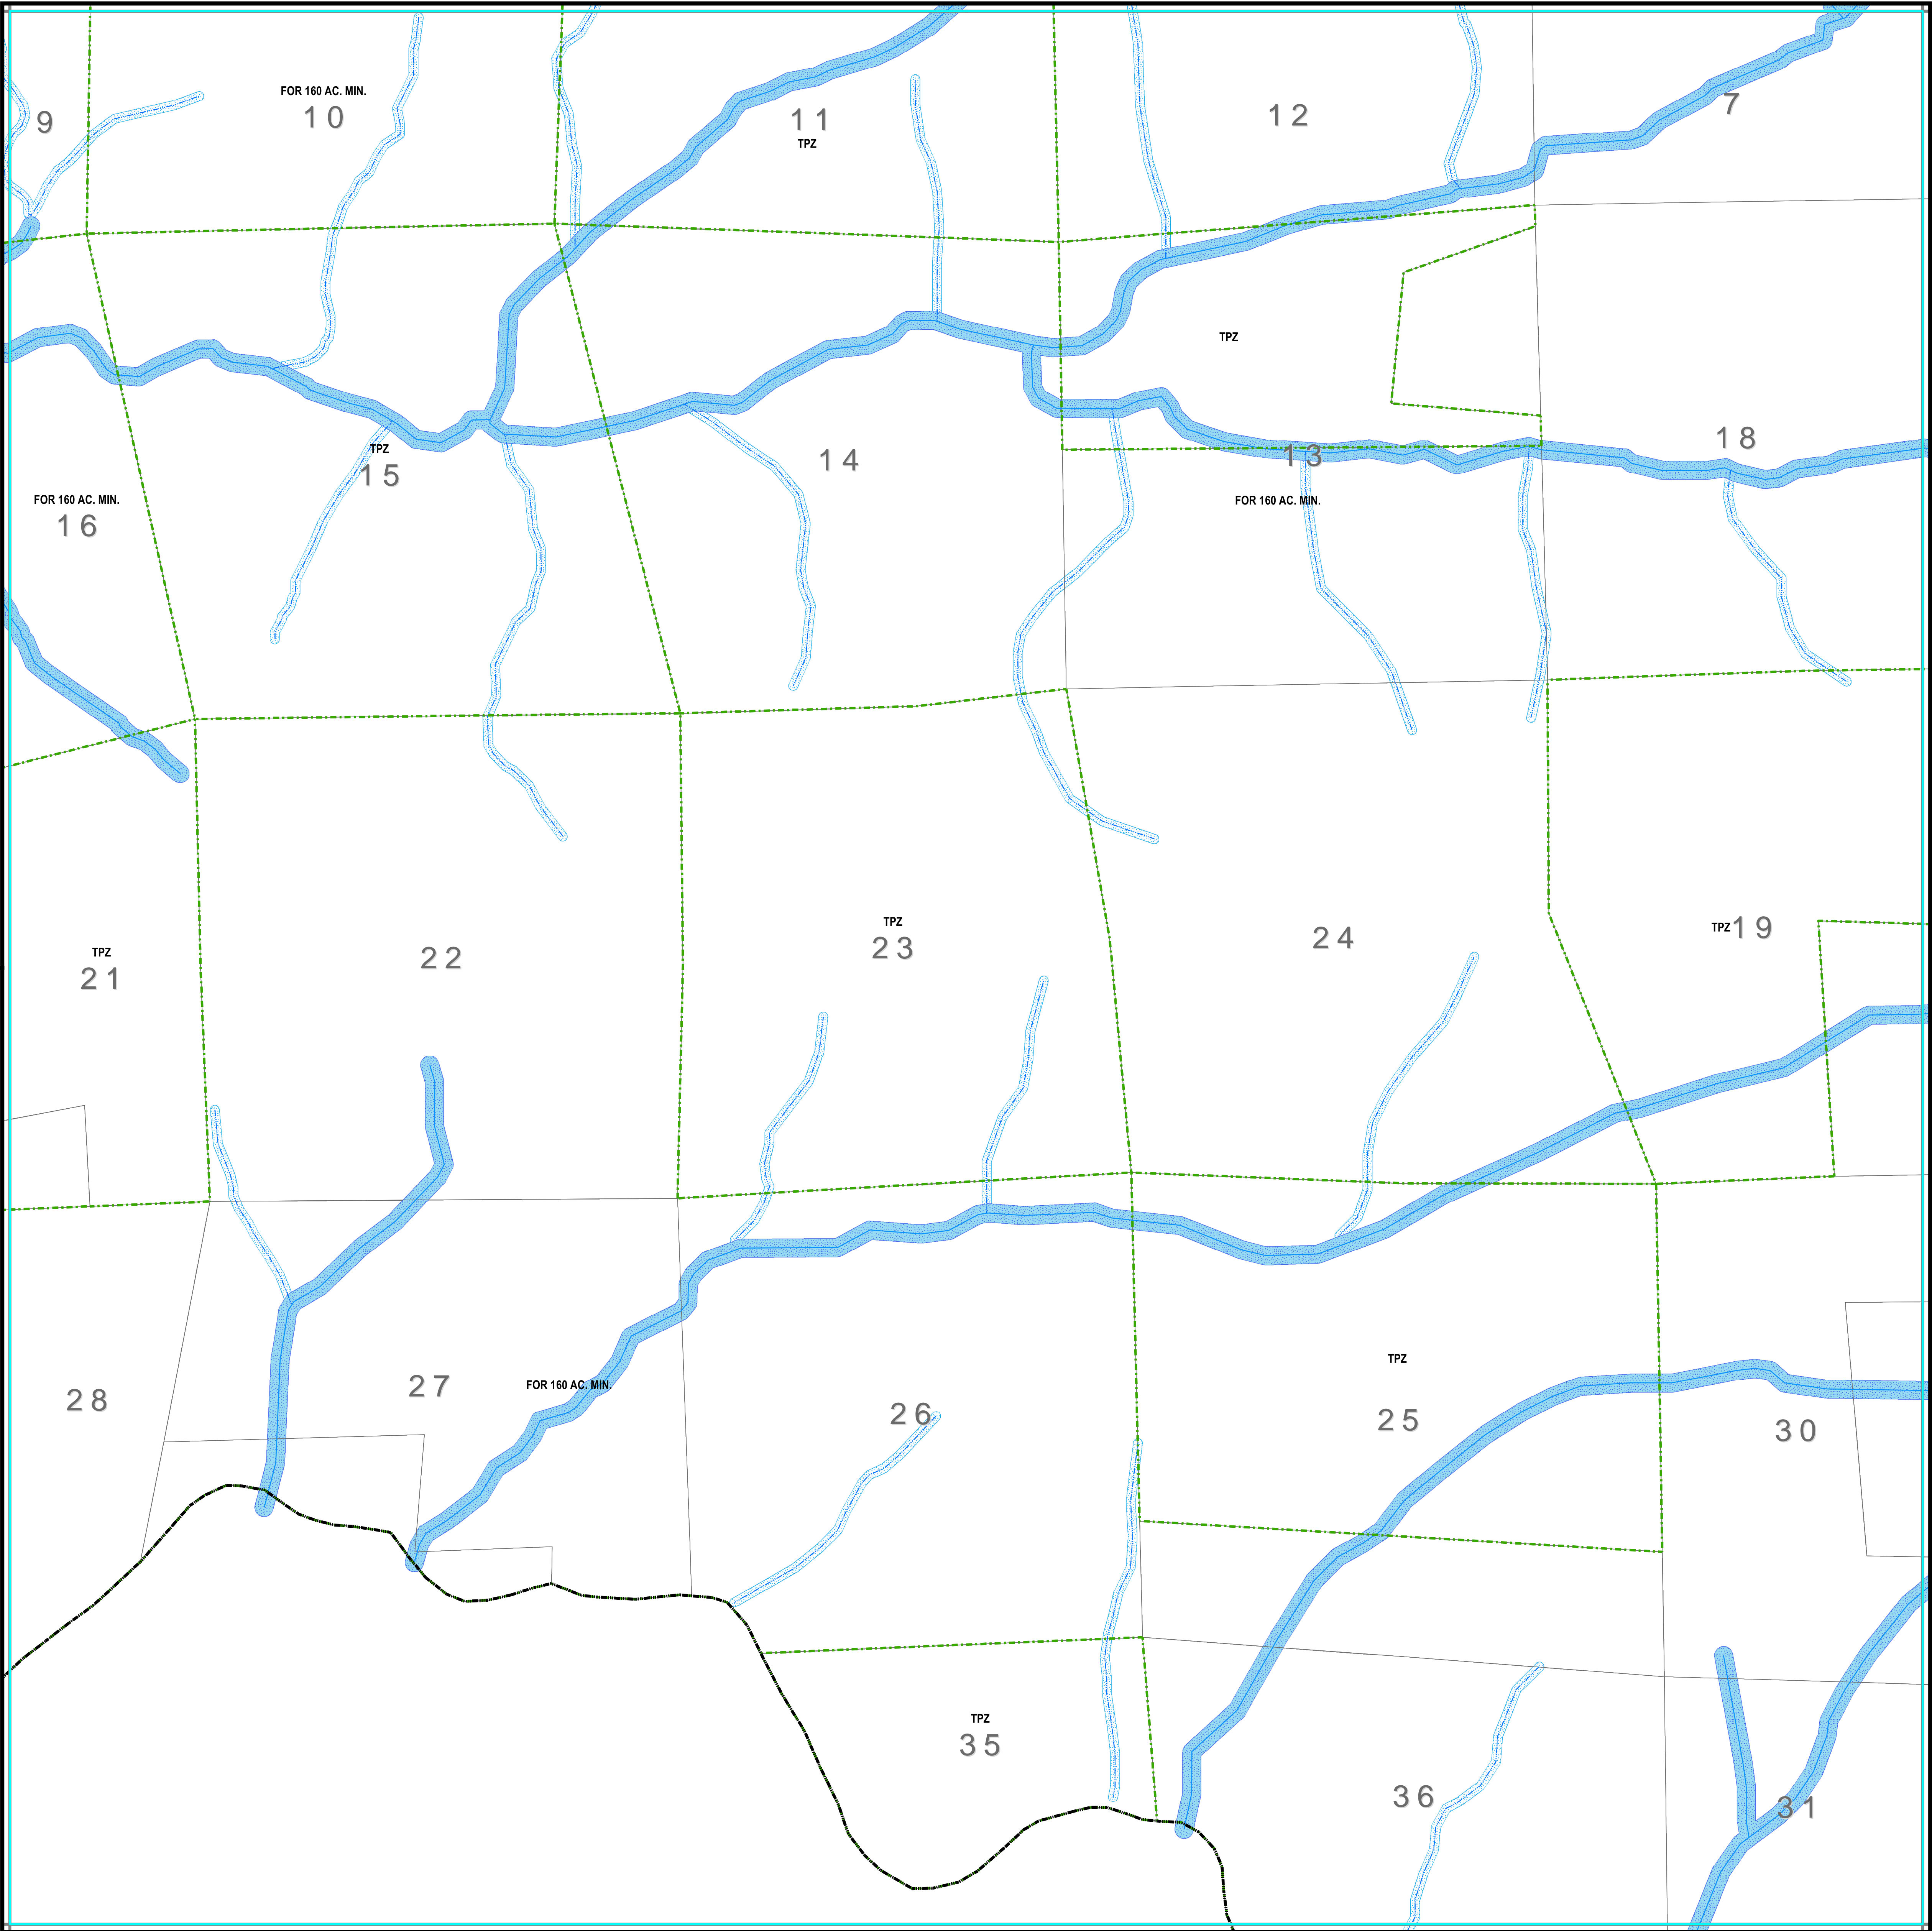 FOR 160 AC. MIN.
10
9
11
TPZ
12
7
TPZ
TPZ
15
14
13
18
FOR 160 AC. MIN.
16
FOR 160 AC. MIN.
TPZ
21
22
TPZ
23
24
TPZ 19
28
27
FOR 160 AC. MIN.
26
TPZ
25
30
TPZ
35
36
31